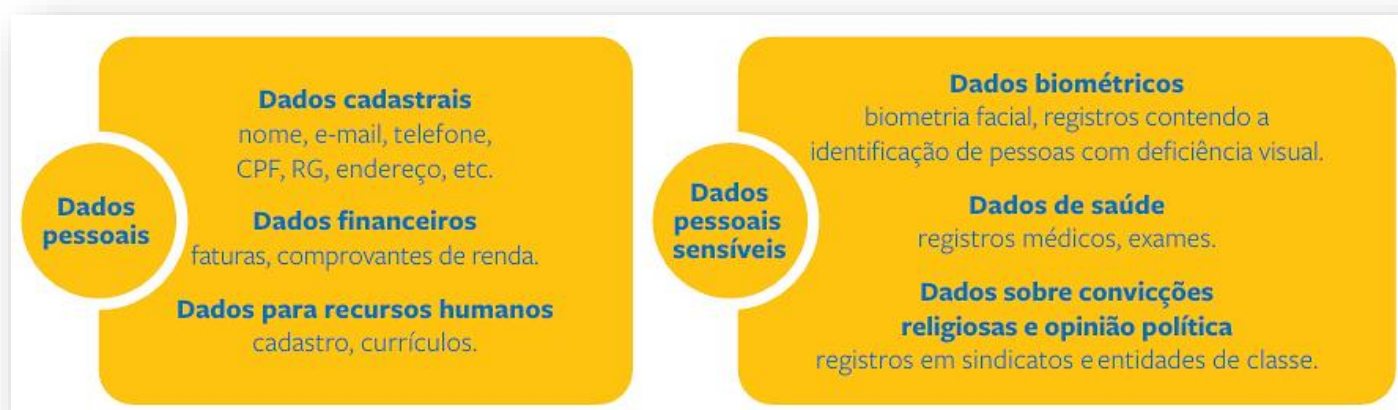 Dados
pessoais
Dados cadastrais
nome, e-mail, telefone,
CPF, RG, endereço, etc.
Dados financeiros
faturas, comprovantes de renda.
Dados para recursos humanos
cadastro, currículos.
Dados
pessoais
sensíveis
Dados biométricos
biometria facial, registros contendo a
identificação de pessoas com deficiência visual.
Dados de saúde
registros médicos, exames.
Dados sobre convicções
religiosas e opinião política
registros em sindicatos e entidades de classe.